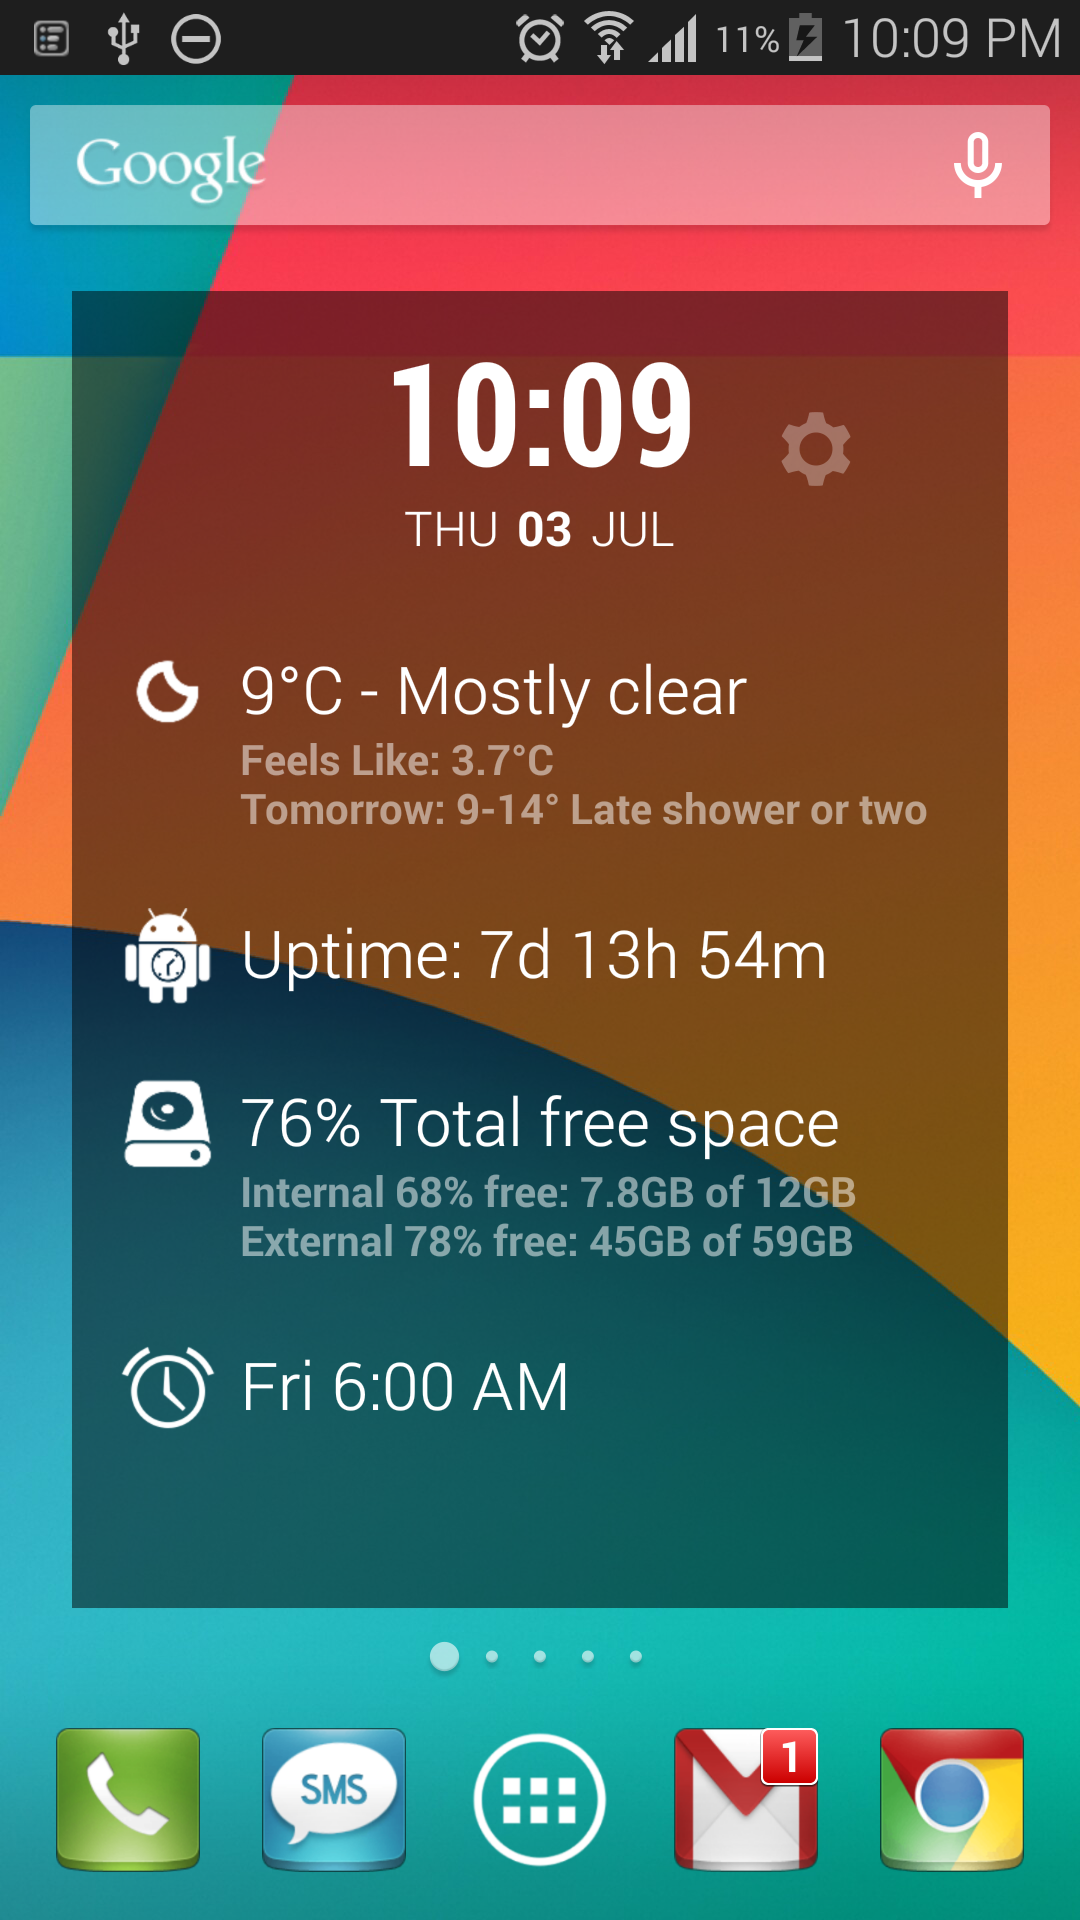 11% 10:09 PM
Google
10:09
THU 03 JUL
9°C - Mostly clear
Feels Like: 3.7°C
Tomorrow: 9-14° Late shower or two
Uptime: 7d 13h 54m
76% Total free space
Internal 68% free: 7.8GB of 12GB
External 78% free: 45GB of 59GB
Fri 6:00 AM
SMS
1